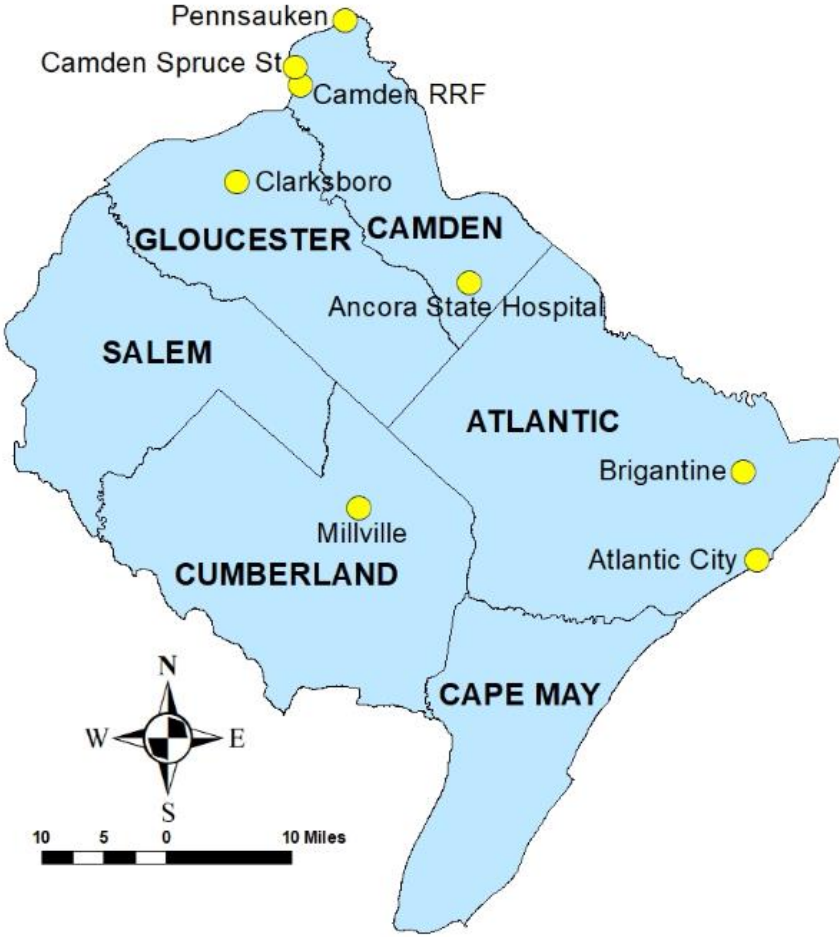 Pennsauken
Camden Spruce St
Camden RRF
Clarksboro
GLOUCESTER
CAMDEN
Ancora State Hospital
SALEM
ATLANTIC
Brigantine
Millville
Atlantic City
CUMBERLAND
CAPE MAY
N
W E
S
10 5 0 10 Miles